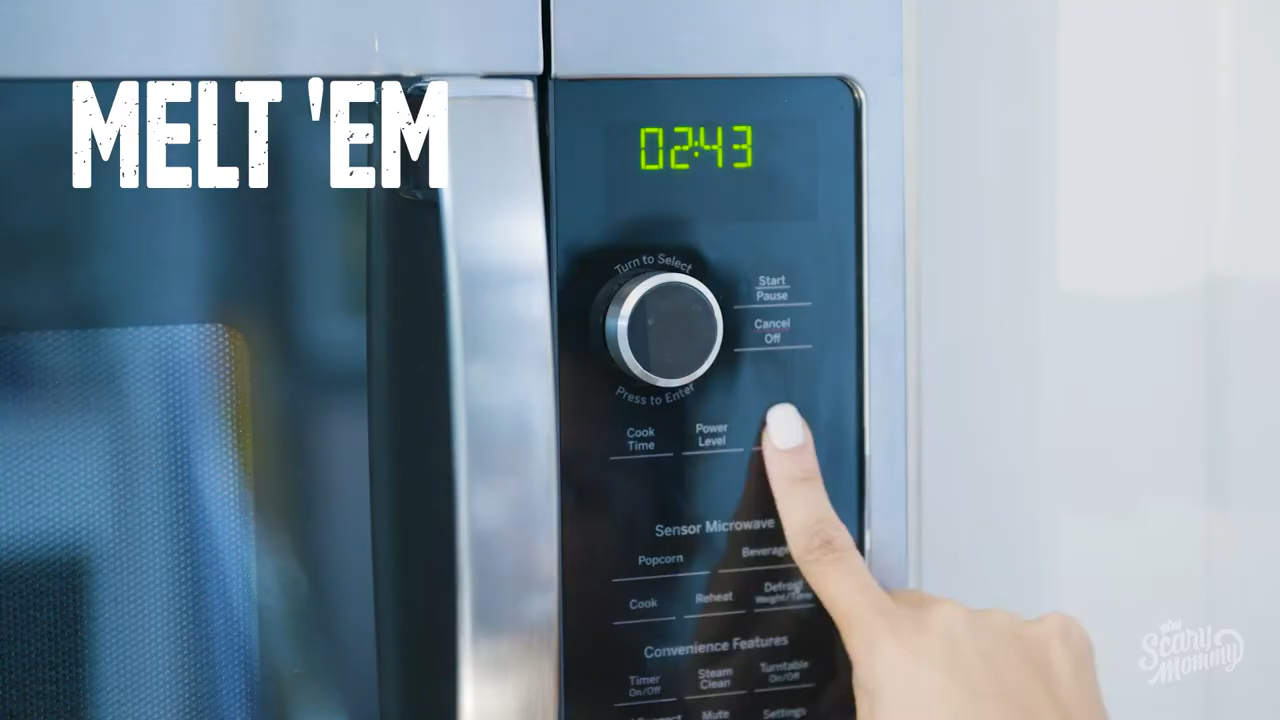 MELT 'EM
02:43
Turn to Select
Start
Pause
Cancel
Off
Press to Enter
Cook
Time
Power
Level
Sensor Microwave
Popcorn
Beverage
Cook
Reheat
Defrost
Weight/Time
Convenience Features
Timer
On/Off
Steam
Clean
Turntable
On/Off
Mute
Settings
Scary
Mommy